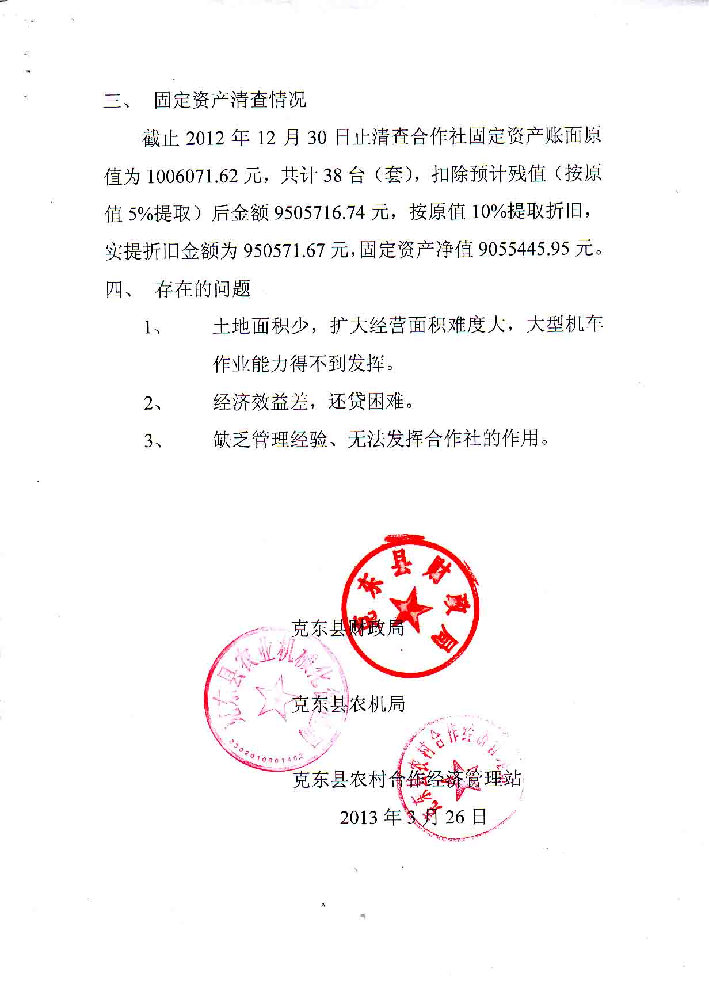 三、 固定资产清查情况
截止 2012 年 12 月 30 日止清查合作社固定资产账面原
值为 1006071.62 元，共计 38 台（套），扣除预计残值（按原
值 5%提取）后金额 9505716.74 元，按原值 10%提取折旧，
实提折旧金额为 950571.67 元，固定资产净值 9055445.95 元。
四、 存在的问题
1、 土地面积少，扩大经营面积难度大，大型机车
作业能力得不到发挥。
2、 经济效益差，还贷困难。
3、 缺乏管理经验、无法发挥合作社的作用。
克东县财政局
克东县财政局
克东县农业机械化
2302010001462
克东县农机局
克东县农村合作经济
克东县农村合作经济管理站
2013 年 3 月 26 日